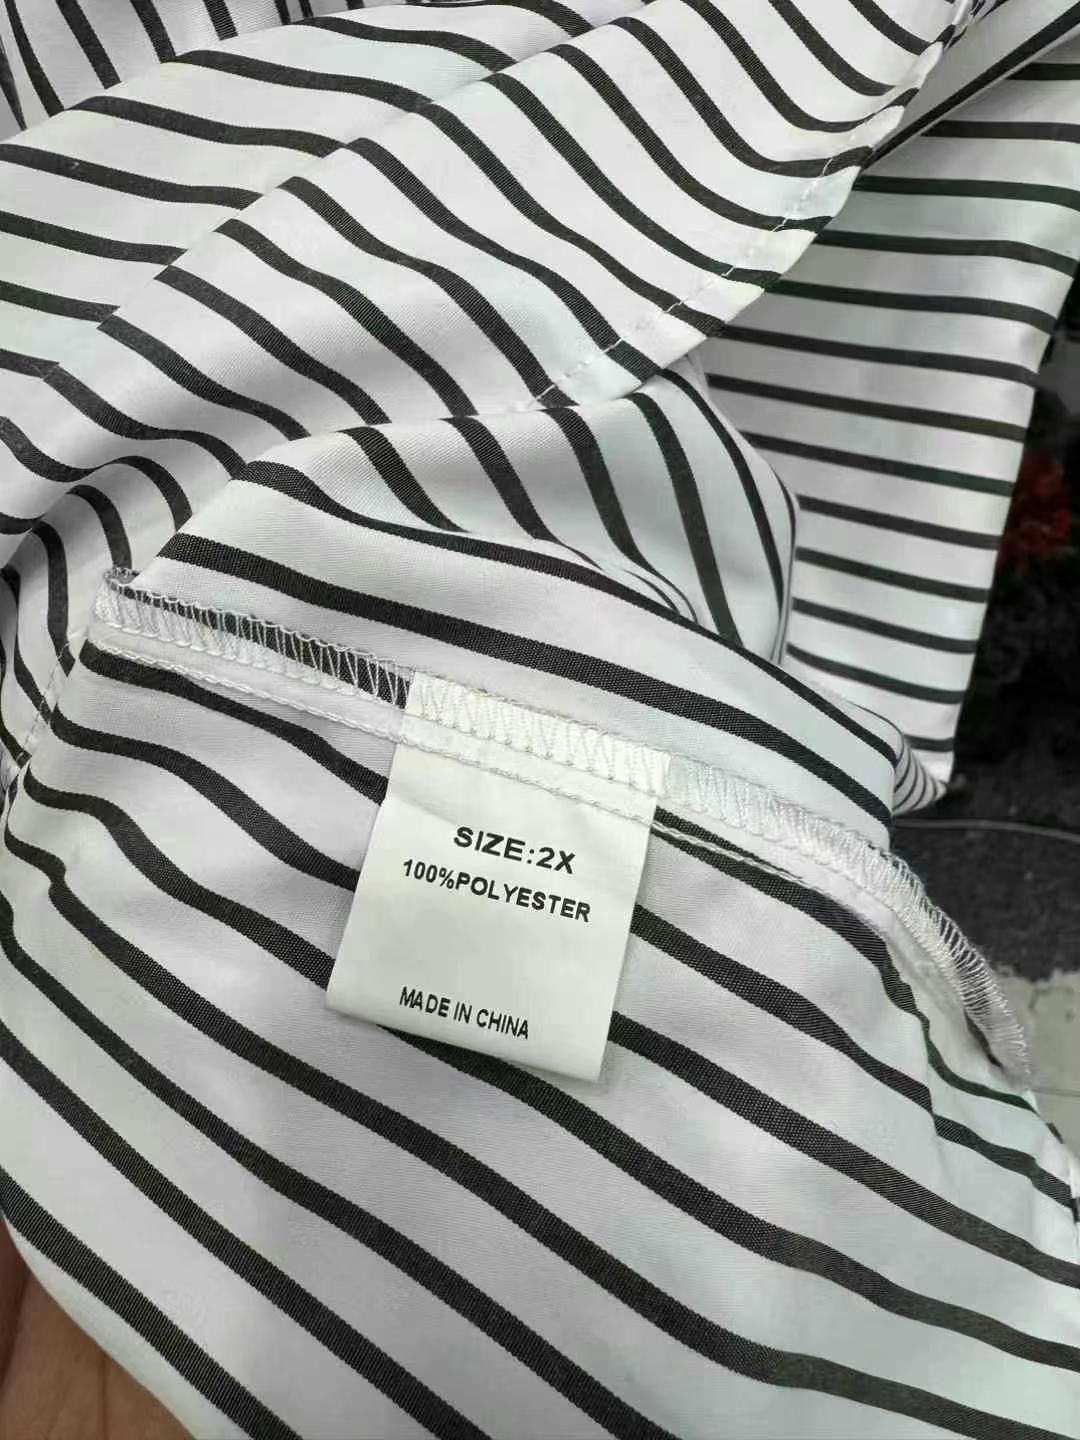 SIZE:2X
100%POLYESTER
MADE IN CHINA